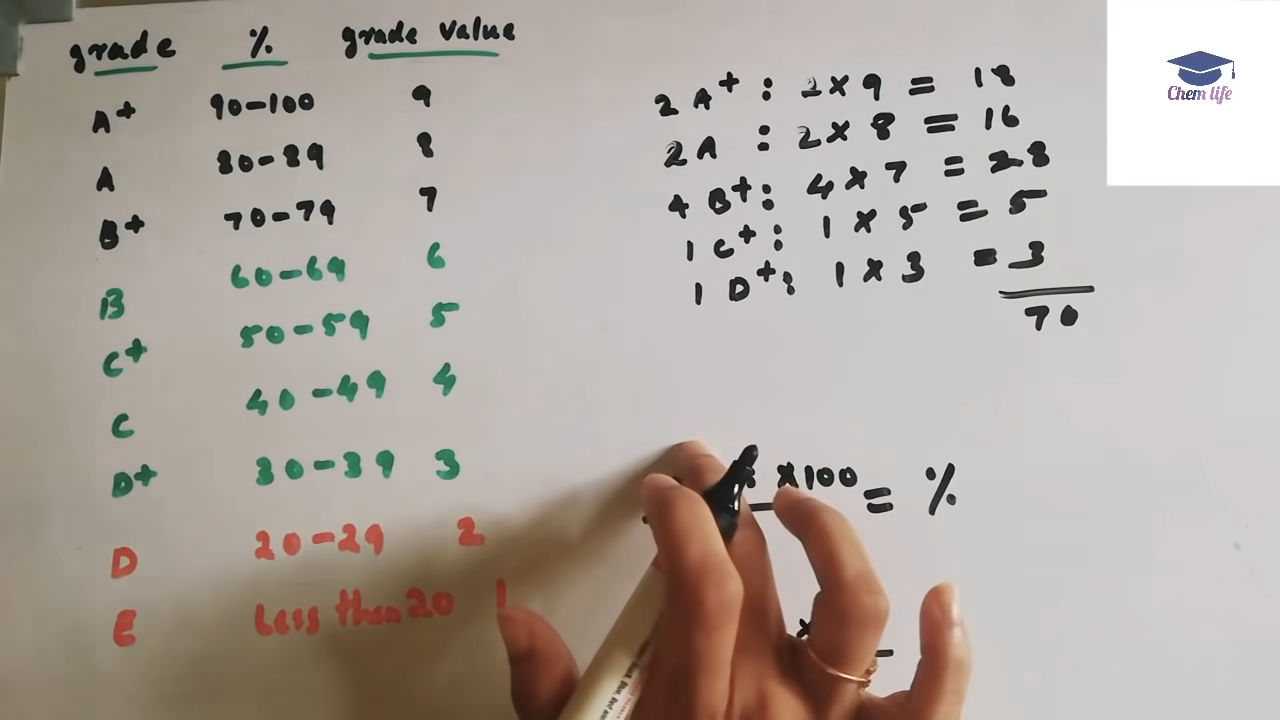 grade % grade value
A+ 90-100 9
A 80-89 8
B+ 70-79 7
B 60-69 6
C+ 50-59 5
C 40-49 4
D+ 30-39 3
D 20-29 2
E Less than 20 1
2 A+ : 2 × 9 = 18
2A : 2 × 8 = 16
4 B+ : 4 × 7 = 28
1 C+ : 1 × 5 = 5
1 D+ : 1 × 3 = 3
70
×100 = %
Chem life